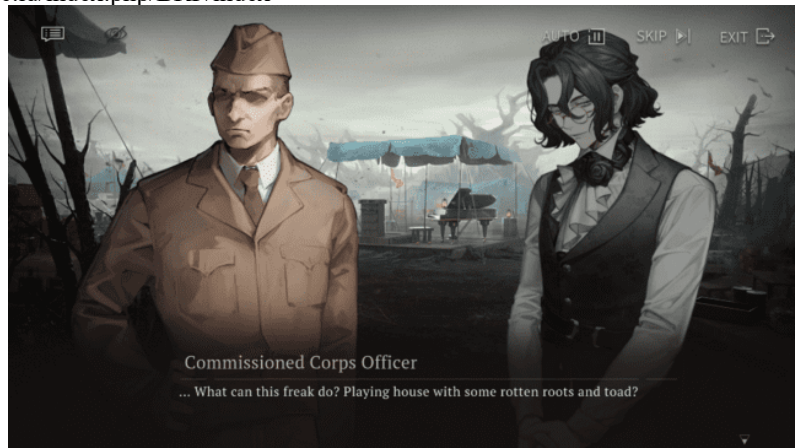 AUTO
SKIP
EXIT
Commissioned Corps Officer
... What can this freak do? Playing house with some rotten roots and toad?